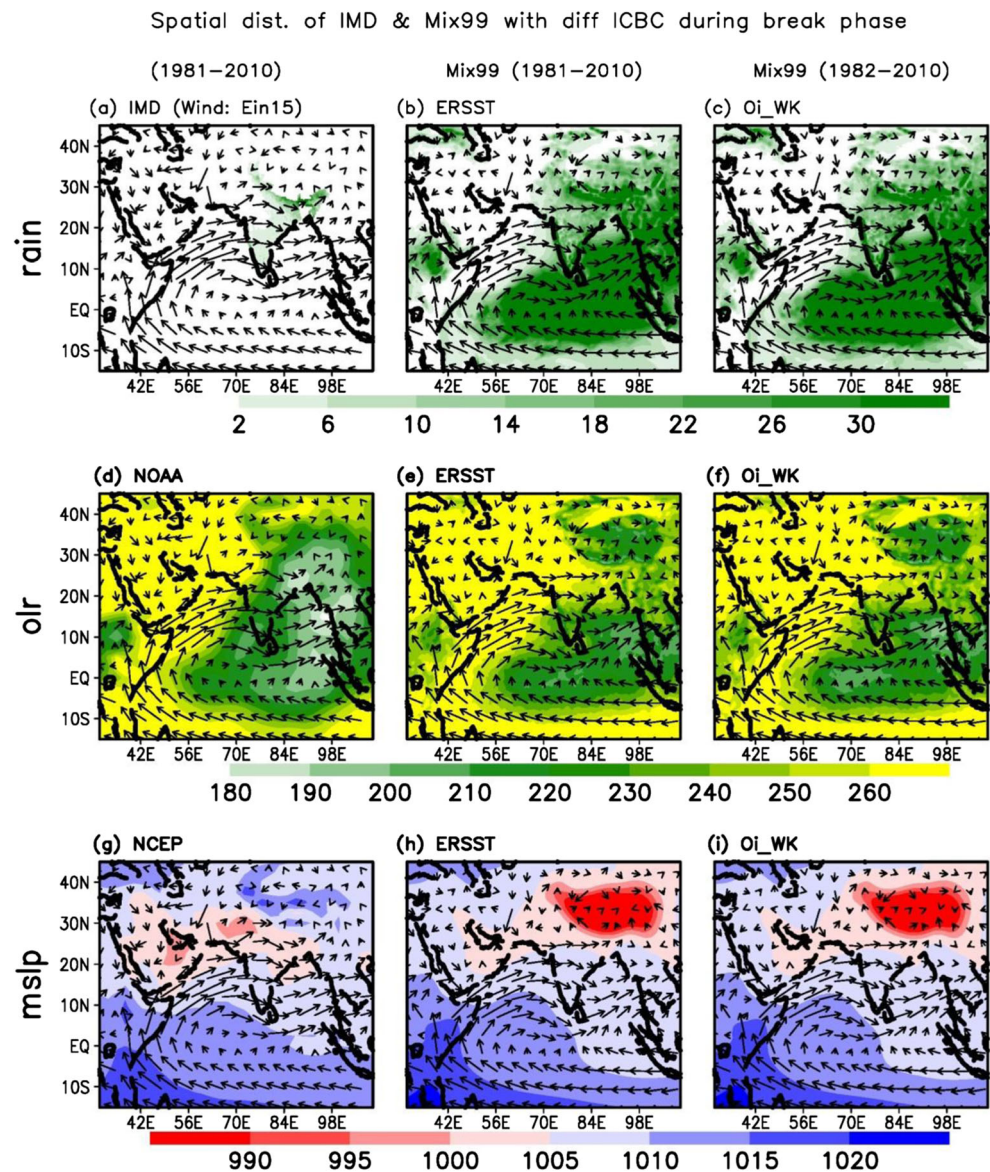 Spatial dist. of IMD & Mix99 with diff ICBC during break phase
(1981-2010) Mix99 (1981-2010) Mix99 (1982-2010)
(a) IMD (Wind: Ein15) (b) ERSST (c) Oi_WK
rain
40N
30N
20N
10N
EQ
10S
42E 56E 70E 84E 98E 42E 56E 70E 84E 98E 42E 56E 70E 84E 98E
2 6 10 14 18 22 26 30
(d) NOAA (e) ERSST (f) Oi_WK
olr
40N
30N
20N
10N
EQ
10S
42E 56E 70E 84E 98E 42E 56E 70E 84E 98E 42E 56E 70E 84E 98E
180 190 200 210 220 230 240 250 260
(g) NCEP (h) ERSST (i) Oi_WK
mslp
40N
30N
20N
10N
EQ
10S
42E 56E 70E 84E 98E 42E 56E 70E 84E 98E 42E 56E 70E 84E 98E
990 995 1000 1005 1010 1015 1020